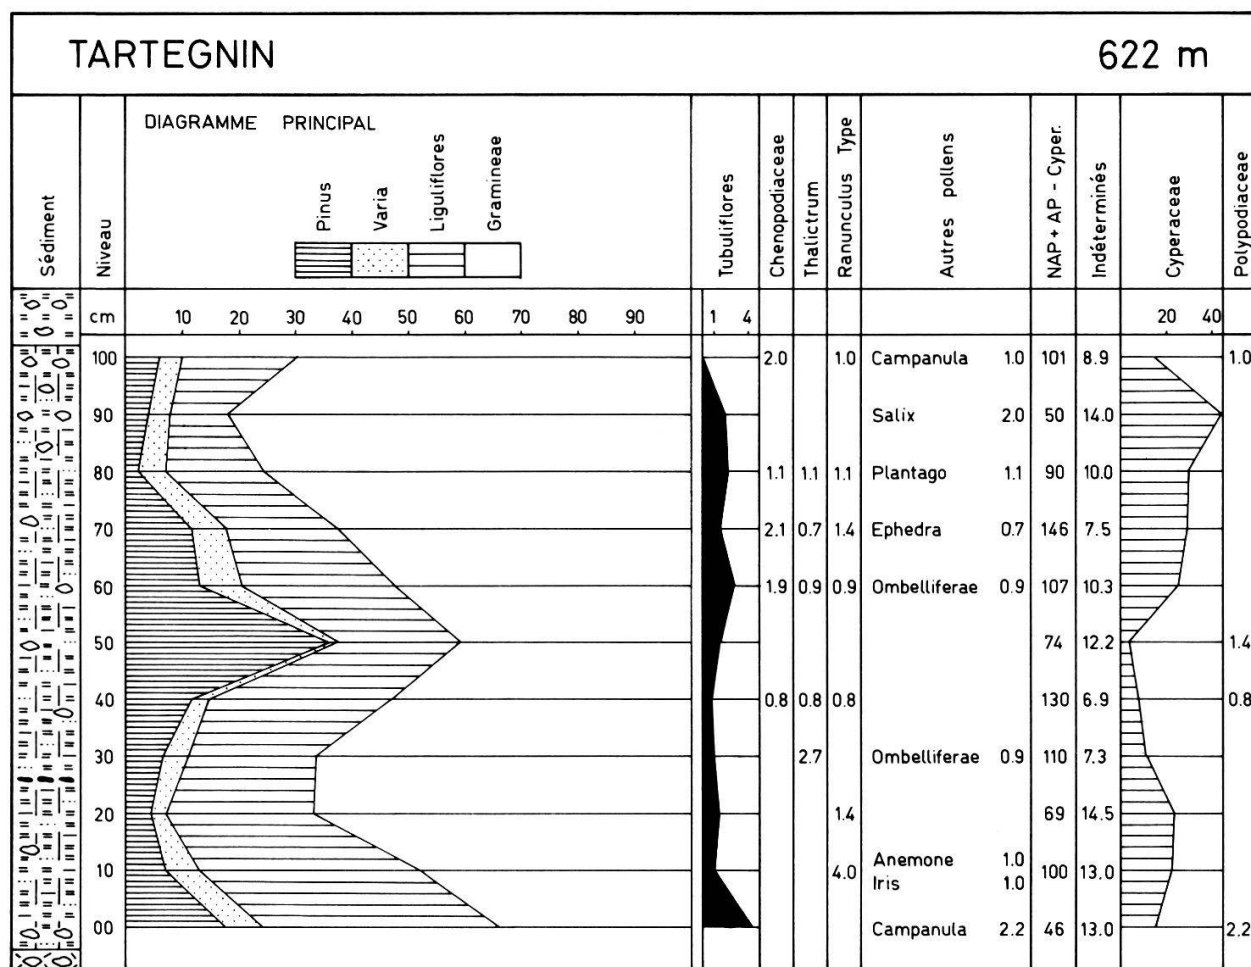 TARTEGNIN 622 m
DIAGRAMME PRINCIPAL
Sédiment Niveau Pinus Varia Liguliflores Gramineae Tubuliflores Chenopodiaceae Thalictrum Ranunculus Type Autres pollens NAP + AP - Cyper. Indéterminés Cyperaceae Polypodiaceae
cm 10 20 30 40 50 60 70 80 90 1 4 20 40
100 2.0 1.0 Campanula 1.0 101 8.9 1.0
90 Salix 2.0 50 14.0
80 1.1 1.1 1.1 Plantago 1.1 90 10.0
70 2.1 0.7 1.4 Ephedra 0.7 146 7.5
60 1.9 0.9 0.9 Ombelliferae 0.9 107 10.3
50 74 12.2 1.4
40 0.8 0.8 0.8 130 6.9 0.8
30 2.7 Ombelliferae 0.9 110 7.3
20 1.4 69 14.5
Anemone 1.0
10 4.0 100 13.0
Iris 1.0
00 Campanula 2.2 46 13.0 2.2